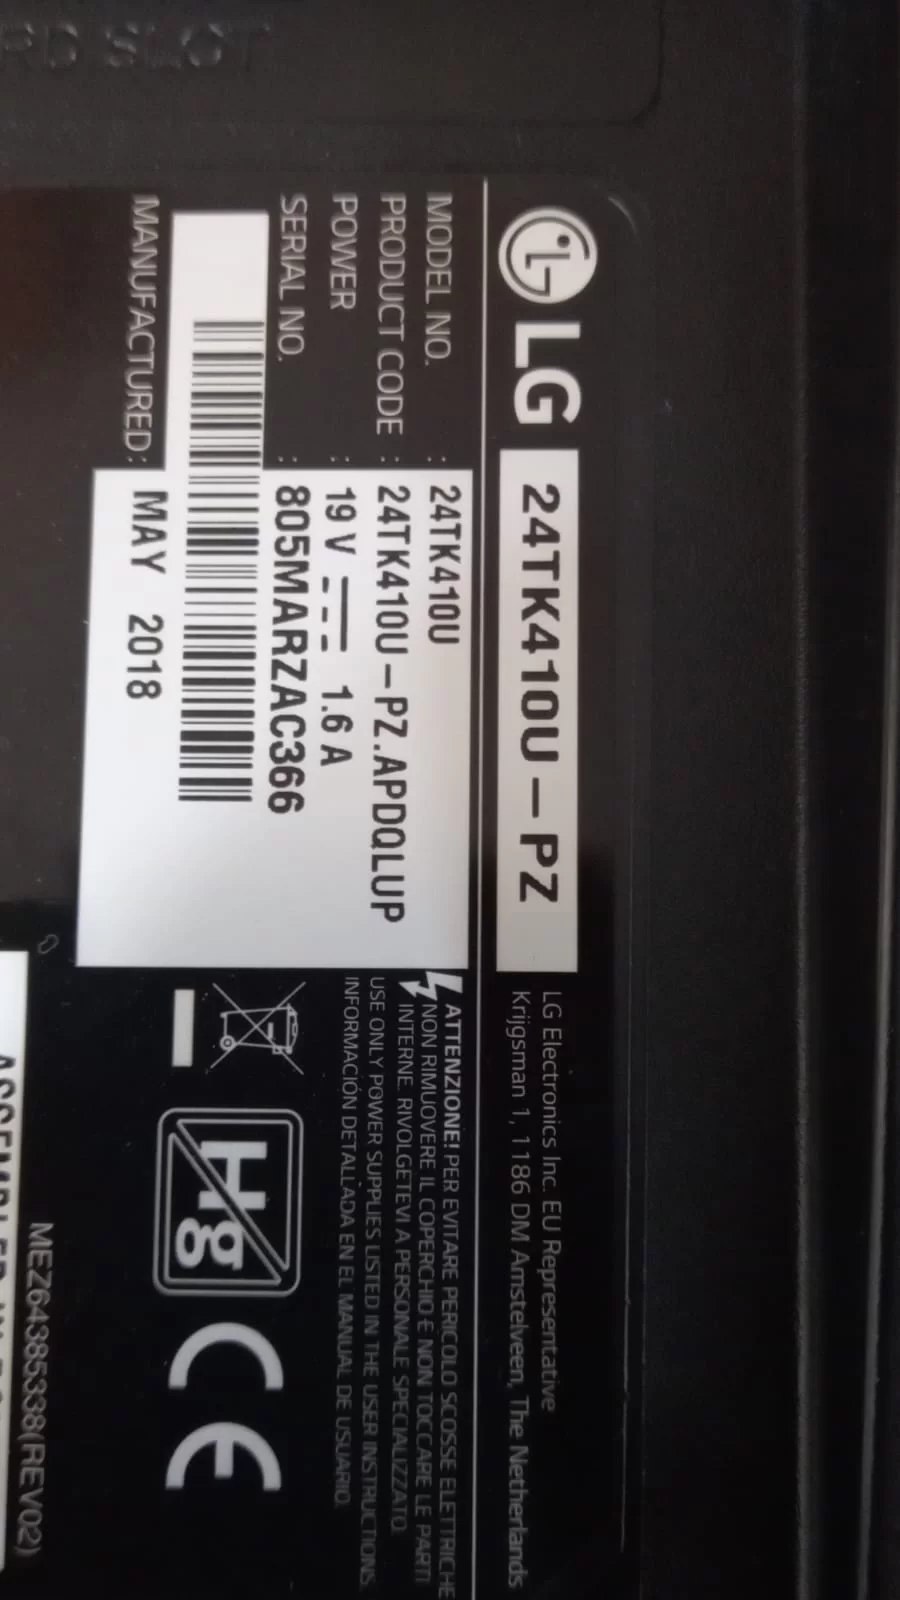 RD SLOT
LG 24TK410U-PZ
LG Electronics Inc. EU Representative
Krijgsman 1, 1186 DM Amstelveen, The Netherlands
MODEL NO. : 24TK410U
PRODUCT CODE : 24TK410U-PZ.APDQLUP
POWER : 19 V 1.6 A
SERIAL NO. : 805MARZAC366
MANUFACTURED : MAY 2018
ATTENZIONE! PER EVITARE PERICOLO SCOSSE ELETTRICHE
NON RIMUOVERE IL COPERCHIO E NON TOCCARE LE PARTI
INTERNE. RIVOLGETEVI A PERSONALE SPECIALIZZATO.
USE ONLY POWER SUPPLIES LISTED IN THE USER INSTRUCTIONS.
INFORMACIÓN DETALLADA EN EL MANUAL DE USUARIO.
Hg
CE
MEZ64385338(REV02)